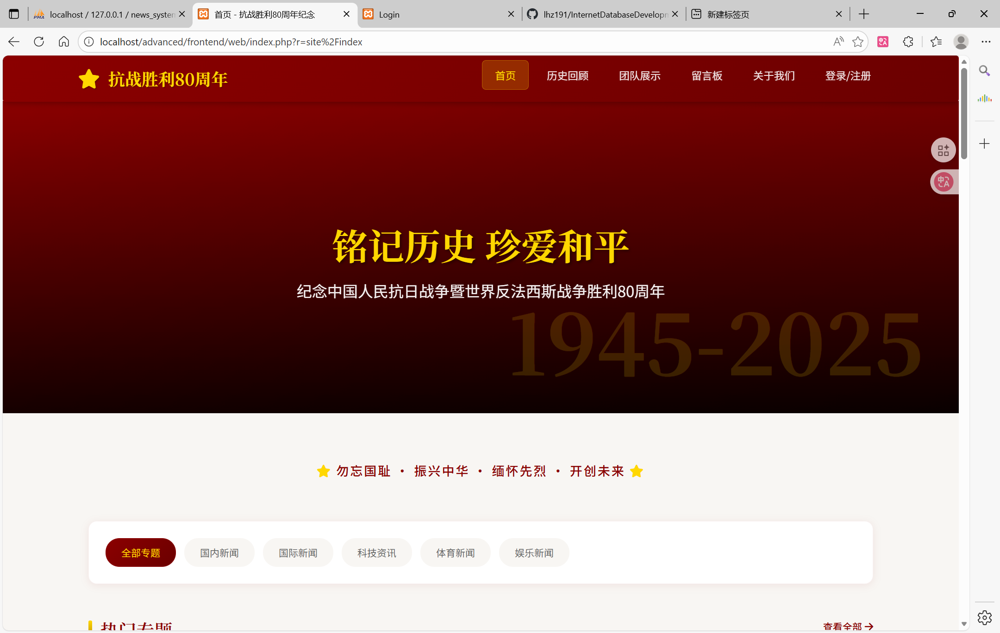 localhost / 127.0.0.1 / news_system
首页 - 抗战胜利80周年纪念
Login
lhz191/InternetDatabaseDevelopm
新建标签页
localhost/advanced/frontend/web/index.php?r=site%2Findex
抗战胜利80周年
首页
历史回顾
团队展示
留言板
关于我们
登录/注册
铭记历史 珍爱和平
纪念中国人民抗日战争暨世界反法西斯战争胜利80周年
1945-2025
勿忘国耻 • 振兴中华 • 缅怀先烈 • 开创未来
全部专题
国内新闻
国际新闻
科技资讯
体育新闻
娱乐新闻
热门专题
查看全部